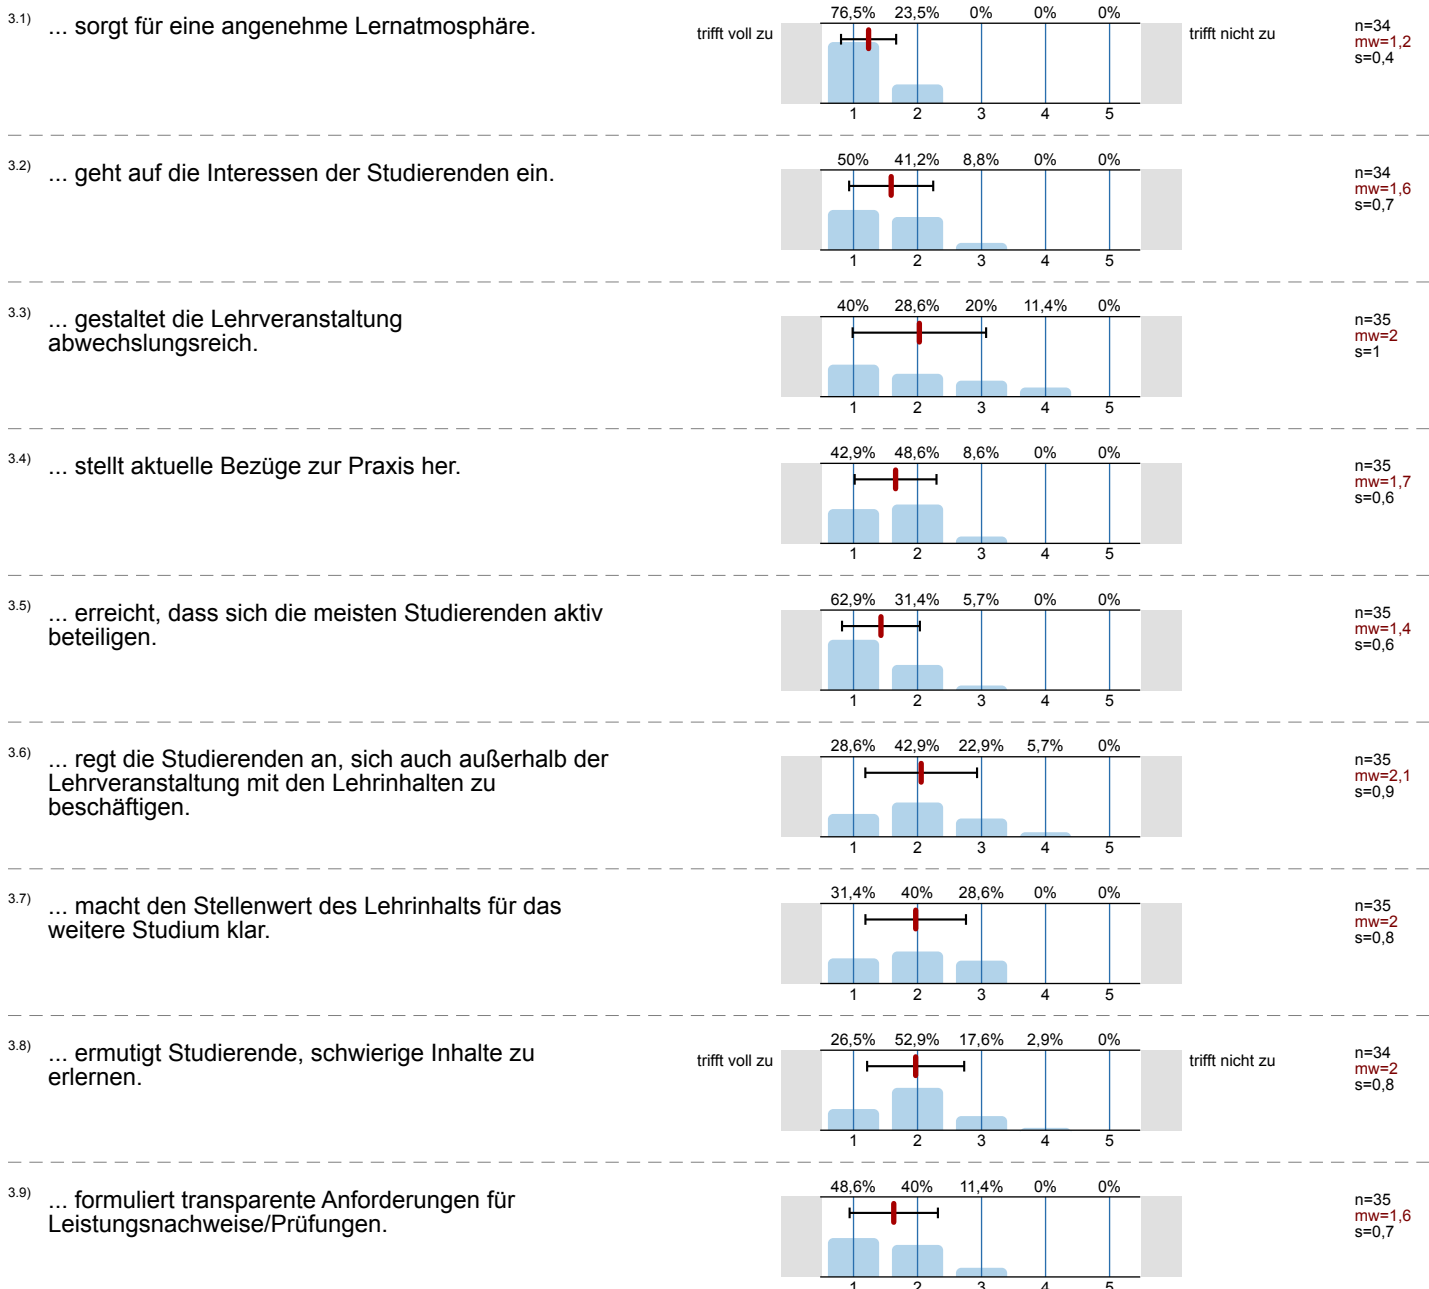 3.1) ... sorgt für eine angenehme Lernatmosphäre.
76,5% 23,5% 0% 0% 0%
trifft voll zu
trifft nicht zu
1 2 3 4 5
n=34
mw=1,2
s=0,4
3.2) ... geht auf die Interessen der Studierenden ein.
50% 41,2% 8,8% 0% 0%
1 2 3 4 5
n=34
mw=1,6
s=0,7
3.3) ... gestaltet die Lehrveranstaltung
abwechslungsreich.
40% 28,6% 20% 11,4% 0%
1 2 3 4 5
n=35
mw=2
s=1
3.4) ... stellt aktuelle Bezüge zur Praxis her.
42,9% 48,6% 8,6% 0% 0%
1 2 3 4 5
n=35
mw=1,7
s=0,6
3.5) ... erreicht, dass sich die meisten Studierenden aktiv
beteiligen.
62,9% 31,4% 5,7% 0% 0%
1 2 3 4 5
n=35
mw=1,4
s=0,6
3.6) ... regt die Studierenden an, sich auch außerhalb der
Lehrveranstaltung mit den Lehrinhalten zu
beschäftigen.
28,6% 42,9% 22,9% 5,7% 0%
1 2 3 4 5
n=35
mw=2,1
s=0,9
3.7) ... macht den Stellenwert des Lehrinhalts für das
weitere Studium klar.
31,4% 40% 28,6% 0% 0%
1 2 3 4 5
n=35
mw=2
s=0,8
3.8) ... ermutigt Studierende, schwierige Inhalte zu
erlernen.
26,5% 52,9% 17,6% 2,9% 0%
trifft voll zu
trifft nicht zu
1 2 3 4 5
n=34
mw=2
s=0,8
3.9) ... formuliert transparente Anforderungen für
Leistungsnachweise/Prüfungen.
48,6% 40% 11,4% 0% 0%
1 2 3 4 5
n=35
mw=1,6
s=0,7